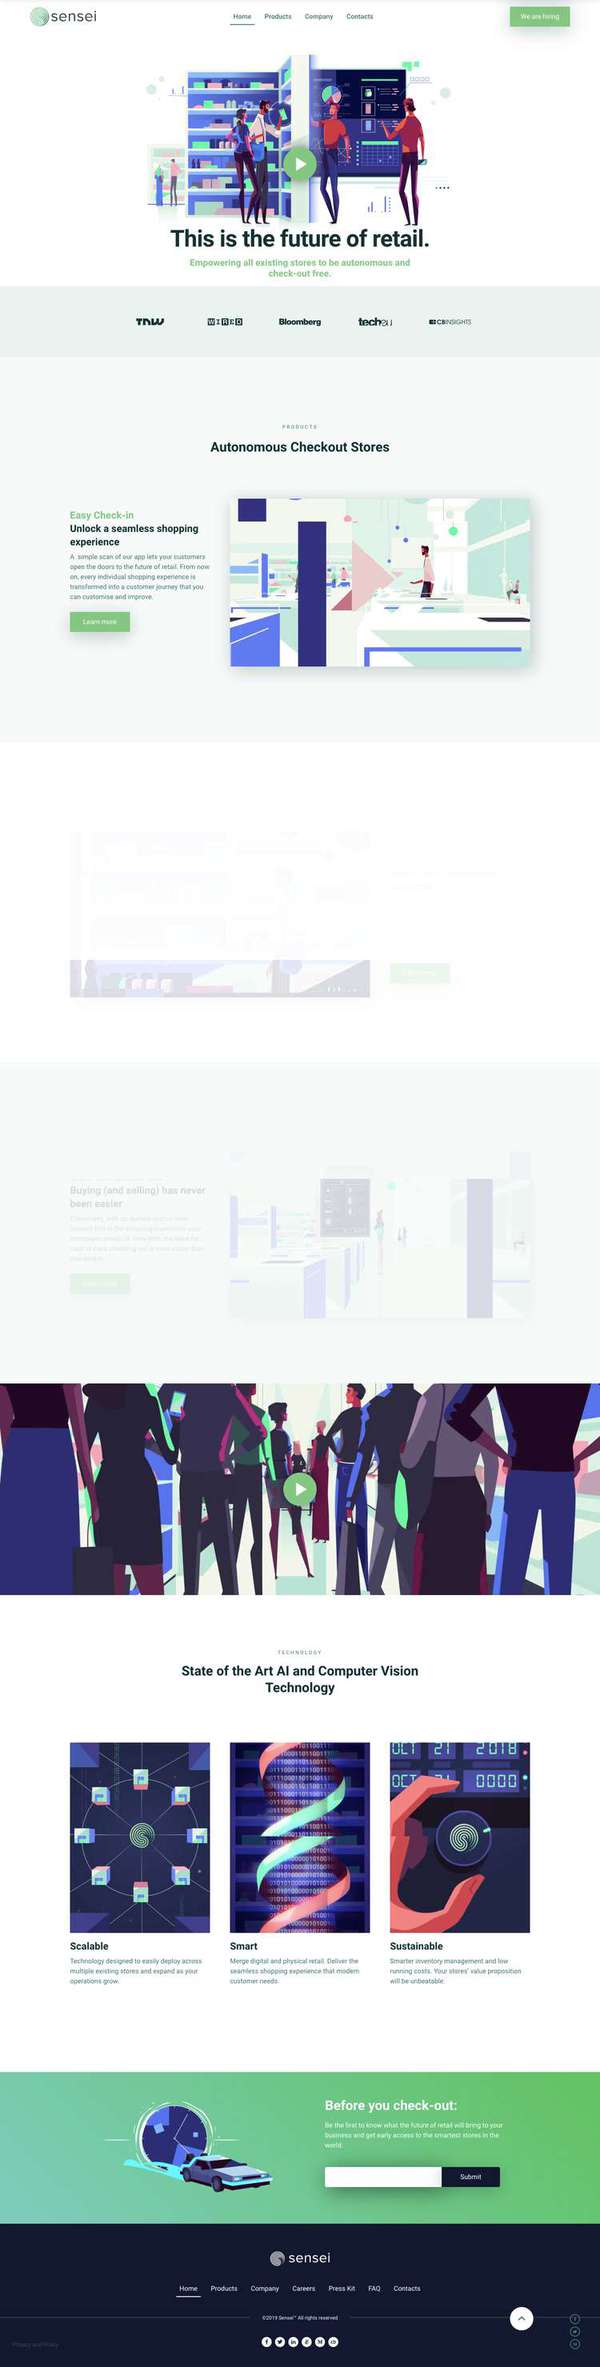 sensei
Home Products Company Contacts
We are hiring
This is the future of retail.
Empowering all existing stores to be autonomous and
check-out free.
TNW WIRED Bloomberg tech.eu CBINSIGHTS
PRODUCTS
Autonomous Checkout Stores
Easy Check-in
Unlock a seamless shopping
experience
A simple scan of our app lets your customers
open the doors to the future of retail. From now
on, every individual shopping experience is
transformed into a customer journey that you
can customise and improve.
Learn more
Buying (and selling) has never
been easier
TECHNOLOGY
State of the Art AI and Computer Vision
Technology
OCT 21 2018
OCT 0000
Scalable
Technology designed to easily deploy across
multiple existing stores and expand as your
operations grow.
Smart
Merge digital and physical retail. Deliver the
seamless shopping experience that modern
customer needs.
Sustainable
Smarter inventory management and low
running costs. Your stores' value proposition
will be unbeatable.
Before you check-out:
Be the first to know what the future of retail will bring to your
business and get early access to the smartest stores in the
world.
Submit
sensei
Home Products Company Careers Press Kit FAQ Contacts
©2019 Sensei™ All rights reserved
Privacy and Policy